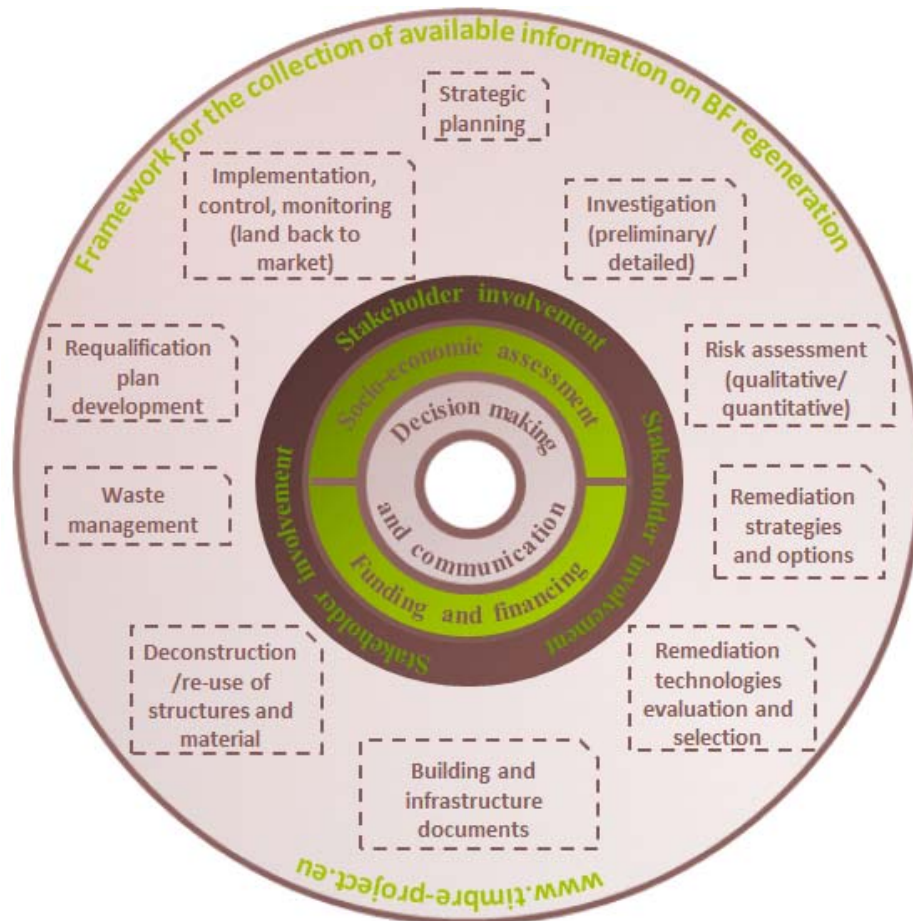 Framework for the collection of available information on BF regeneration
Strategic
planning
Investigation
(preliminary/
detailed)
Risk assessment
(qualitative/
quantitative)
Remediation
strategies
and options
Remediation
technologies
evaluation and
selection
Building and
infrastructure
documents
Deconstruction
/re-use of
structures and
material
Waste
management
Requalification
plan
development
Implementation,
control, monitoring
(land back to
market)
Stakeholder involvement
Stakeholder involvement
Stakeholder involvement
Socio-economic assessment
Funding and financing
Decision making
and communication
www.timbre-project.eu